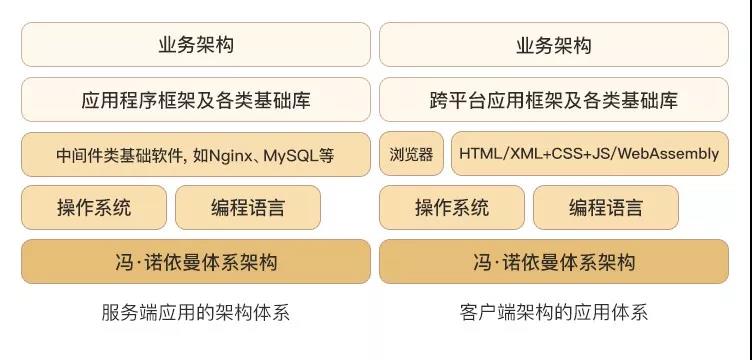 业务架构
应用程序框架及各类基础库
中间件类基础软件, 如Nginx、MySQL等
操作系统
编程语言
冯·诺依曼体系架构
服务端应用的架构体系
业务架构
跨平台应用框架及各类基础库
浏览器
HTML/XML+CSS+JS/WebAssembly
操作系统
编程语言
冯·诺依曼体系架构
客户端架构的应用体系